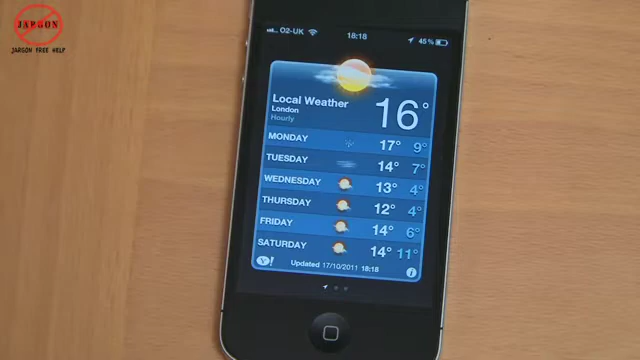 JARGON
JARGON FREE HELP
O2-UK 18:18 45%
Local Weather
London
Hourly
16°
MONDAY 17° 9°
TUESDAY 14° 7°
WEDNESDAY 13° 4°
THURSDAY 12° 4°
FRIDAY 14° 6°
SATURDAY 14° 11°
Y! Updated 17/10/2011 18:18 i